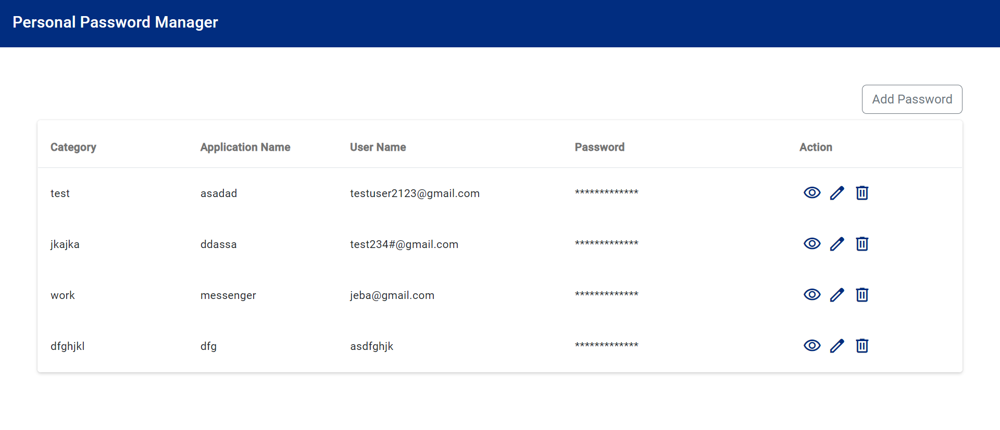 Personal Password Manager
Add Password
Category Application Name User Name Password Action
test asadad testuser2123@gmail.com *************
jkajka ddassa test234#@gmail.com *************
work messenger jeba@gmail.com *************
dfghjkl dfg asdfghjk *************